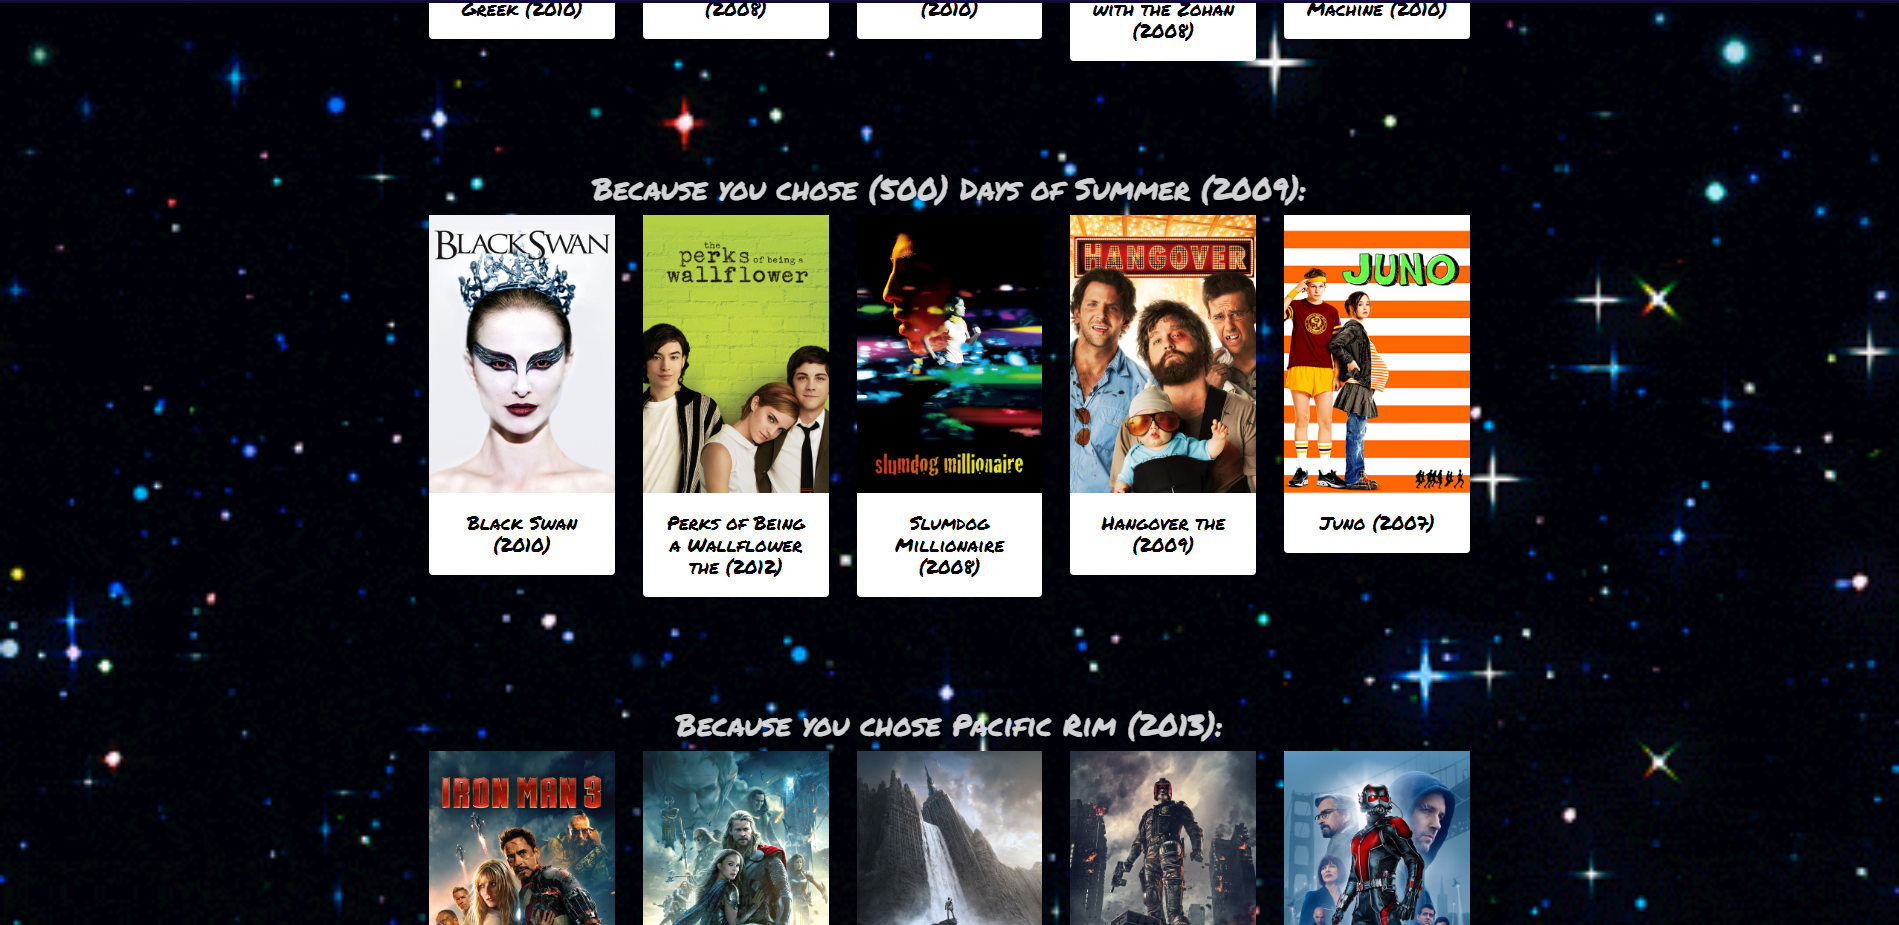 Greek (2010)
(2008)
(2010)
with the Zohan
(2008)
Machine (2010)
Because you chose (500) Days of Summer (2009):
BLACK SWAN
the
perks of being a
wallflower
slumdog millionaire
HANGOVER
JUNO
Black Swan
(2010)
Perks of Being
a Wallflower
the (2012)
Slumdog
Millionaire
(2008)
Hangover the
(2009)
Juno (2007)
Because you chose Pacific Rim (2013):
IRON MAN 3